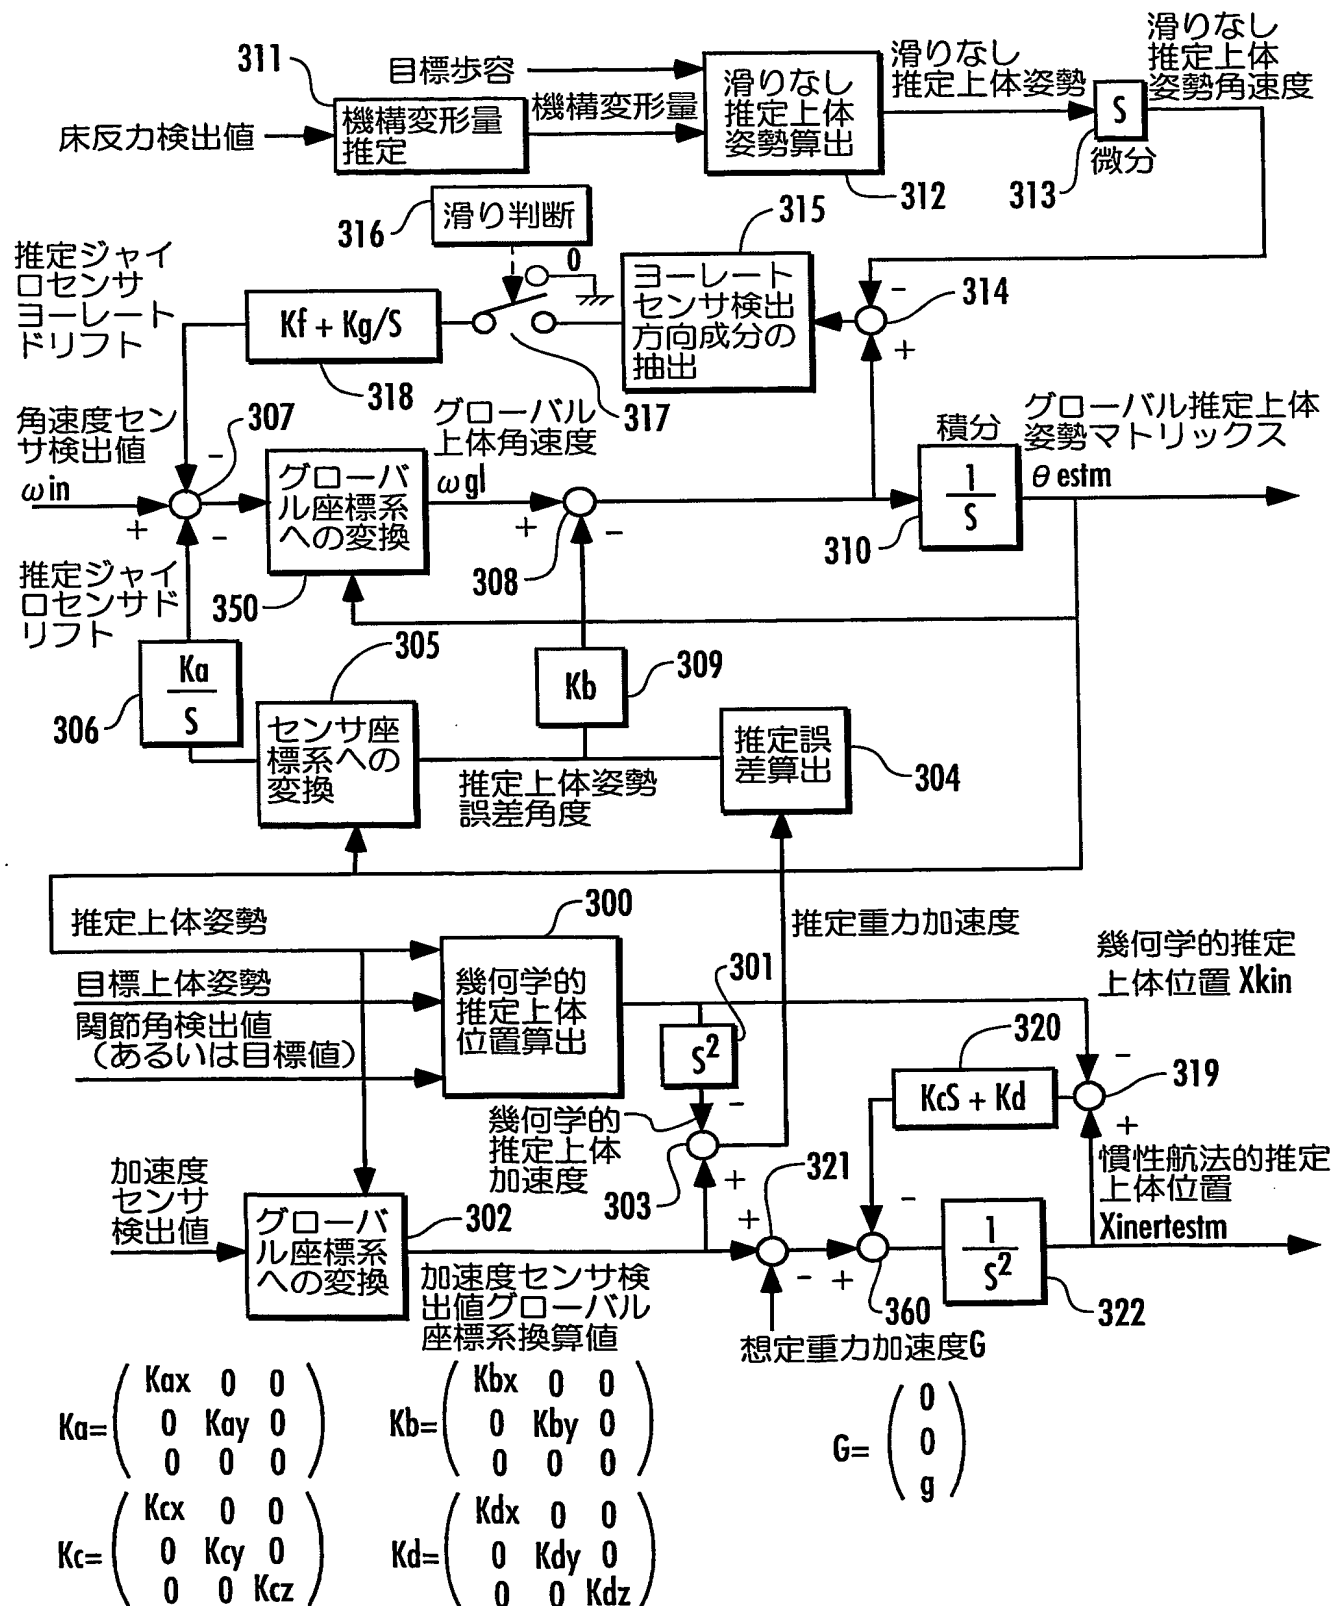 311
目標歩容
床反力検出値
機構変形量
推定
機構変形量
滑りなし
推定上体
姿勢算出
312
滑りなし
推定上体姿勢
S
微分
313
滑りなし
推定上体
姿勢角速度
316
滑り判断
0
315
ヨーレート
センサ検出
方向成分の
抽出
−
314
+
推定ジャイ
ロセンサ
ヨーレート
ドリフト
Kf + Kg/S
318
317
角速度セン
サ検出値
ωin
307
−
+
−
グローバ
ル座標系
への変換
350
グローバル
上体角速度
ωgl
+
−
308
積分
1
S
310
グローバル推定上体
姿勢マトリックス
θestm
推定ジャイ
ロセンサド
リフト
Ka
S
306
305
センサ座
標系への
変換
Kb
309
推定上体姿勢
誤差角度
推定誤
差算出
304
推定上体姿勢
目標上体姿勢
関節角検出値
(あるいは目標値)
300
幾何学的
推定上体
位置算出
推定重力加速度
301
S2
−
幾何学的
推定上体
加速度
303
+
幾何学的推定
上体位置 Xkin
320
KcS + Kd
−
319
+
加速度
センサ
検出値
グローバ
ル座標系
への変換
302
加速度センサ検
出値グローバル
座標系換算値
+
321
−
+
−
360
1
S2
322
慣性航法的推定
上体位置
Xinertestm
想定重力加速度G
Ka=
Kax 0 0
0 Kay 0
0 0 0
Kb=
Kbx 0 0
0 Kby 0
0 0 0
G=
0
0
g
Kc=
Kcx 0 0
0 Kcy 0
0 0 Kcz
Kd=
Kdx 0 0
0 Kdy 0
0 0 Kdz